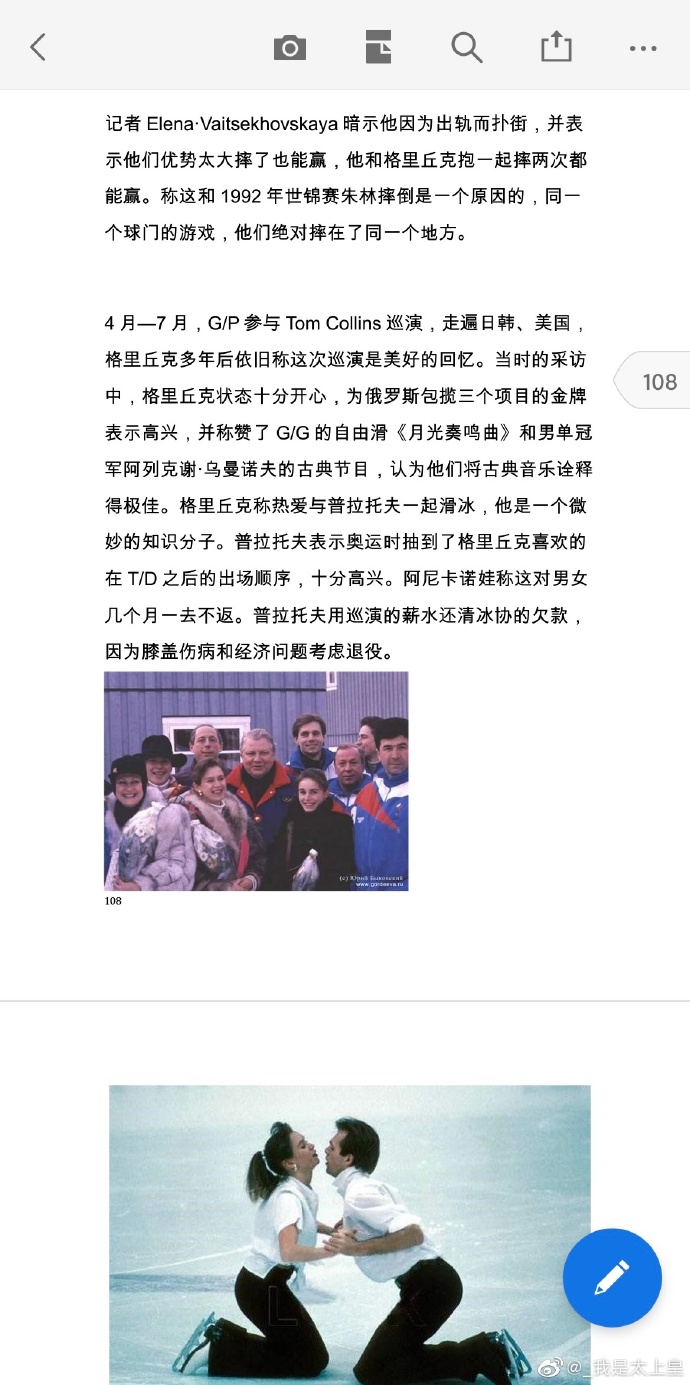 记者 Elena·Vaitsekhovskaya 暗示他因为出轨而扑街，并表
示他们优势太大摔了也能赢，他和格里丘克抱一起摔两次都
能赢。称这和 1992 年世锦赛朱林摔倒是一个原因的，同一
个球门的游戏，他们绝对摔在了同一个地方。
4 月—7 月，G/P 参与 Tom Collins 巡演，走遍日韩、美国，
格里丘克多年后依旧称这次巡演是美好的回忆。当时的采访
中，格里丘克状态十分开心，为俄罗斯包揽三个项目的金牌
108
表示高兴，并称赞了 G/G 的自由滑《月光奏鸣曲》和男单冠
军阿列克谢·乌曼诺夫的古典节目，认为他们将古典音乐诠释
得极佳。格里丘克称热爱与普拉托夫一起滑冰，他是一个微
妙的知识分子。普拉托夫表示奥运时抽到了格里丘克喜欢的
在 T/D 之后的出场顺序，十分高兴。阿尼卡诺娃称这对男女
几个月一去不返。普拉托夫用巡演的薪水还清冰协的欠款，
因为膝盖伤病和经济问题考虑退役。
(c) Юрий
www.gordeeva.ru
108
@_我是太上皇